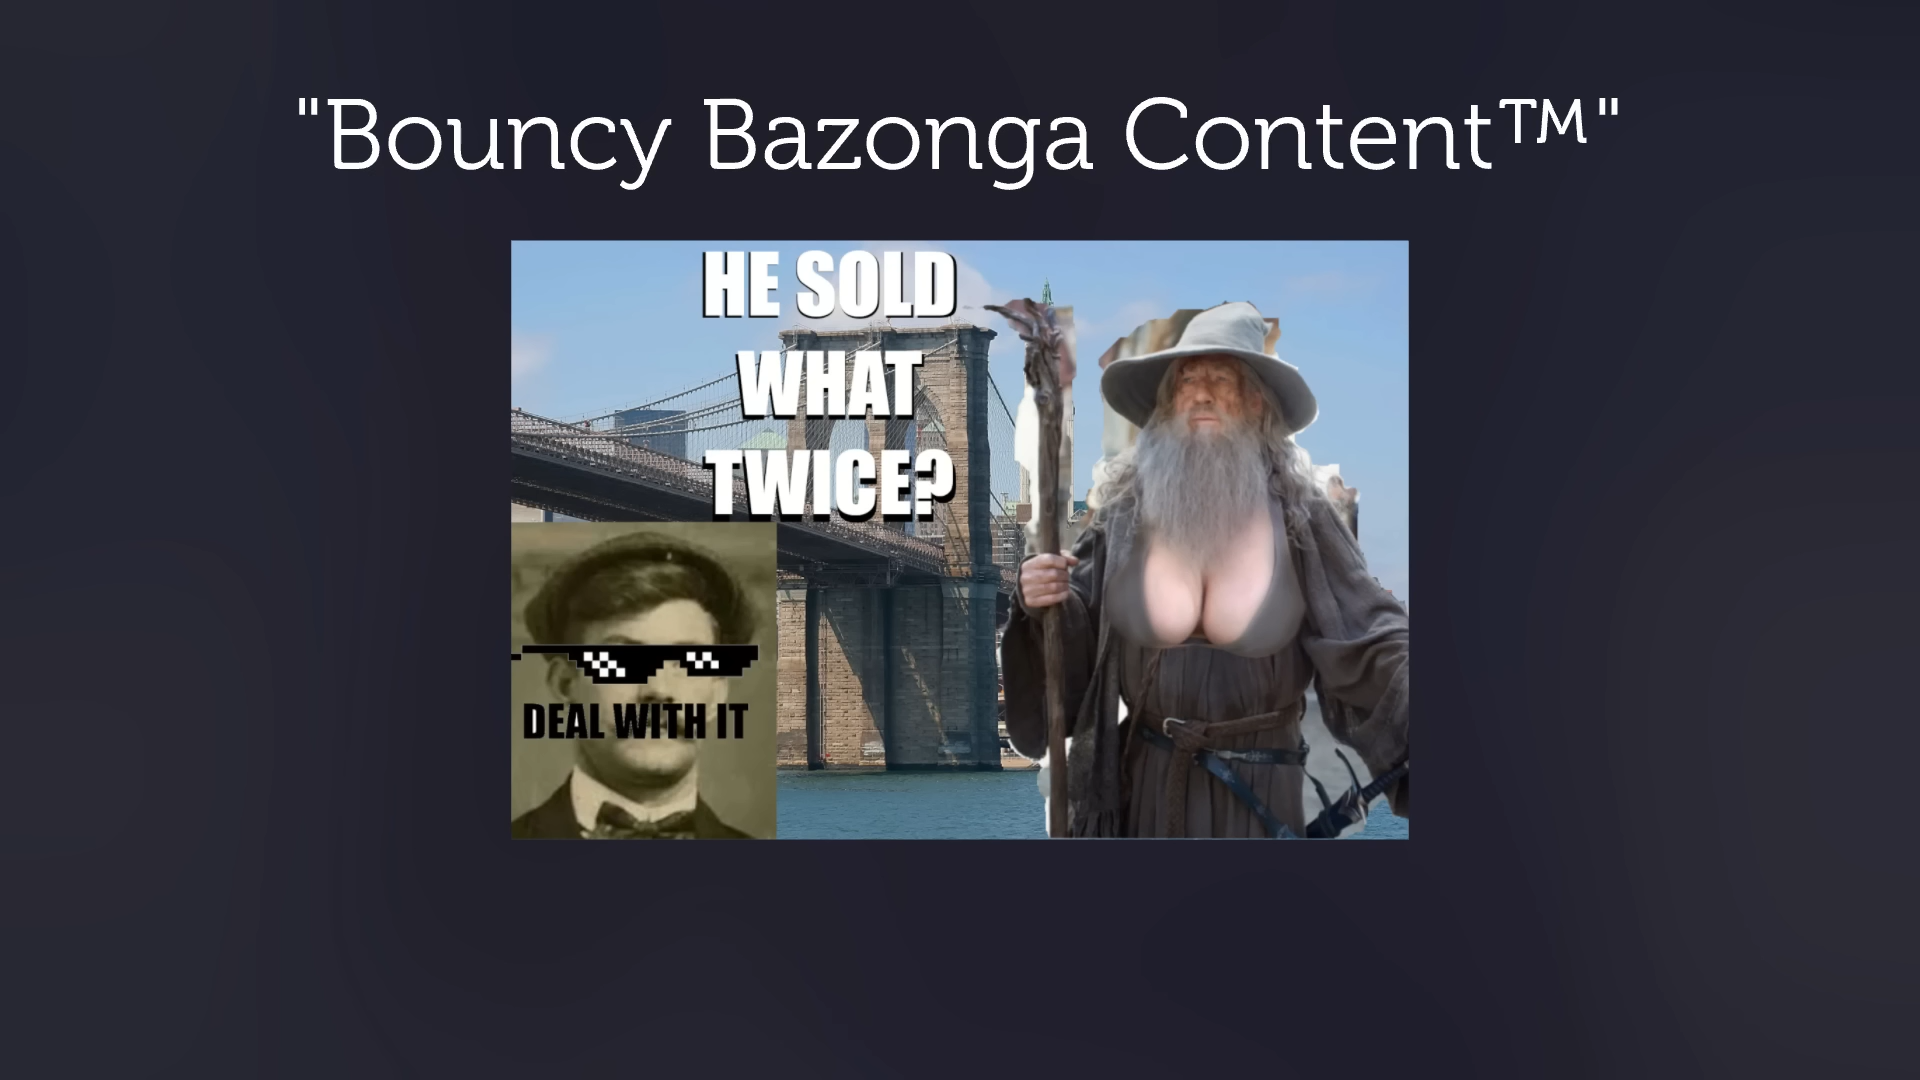 "Bouncy Bazonga Content™"
HE SOLD
WHAT
TWICE?
DEAL WITH IT